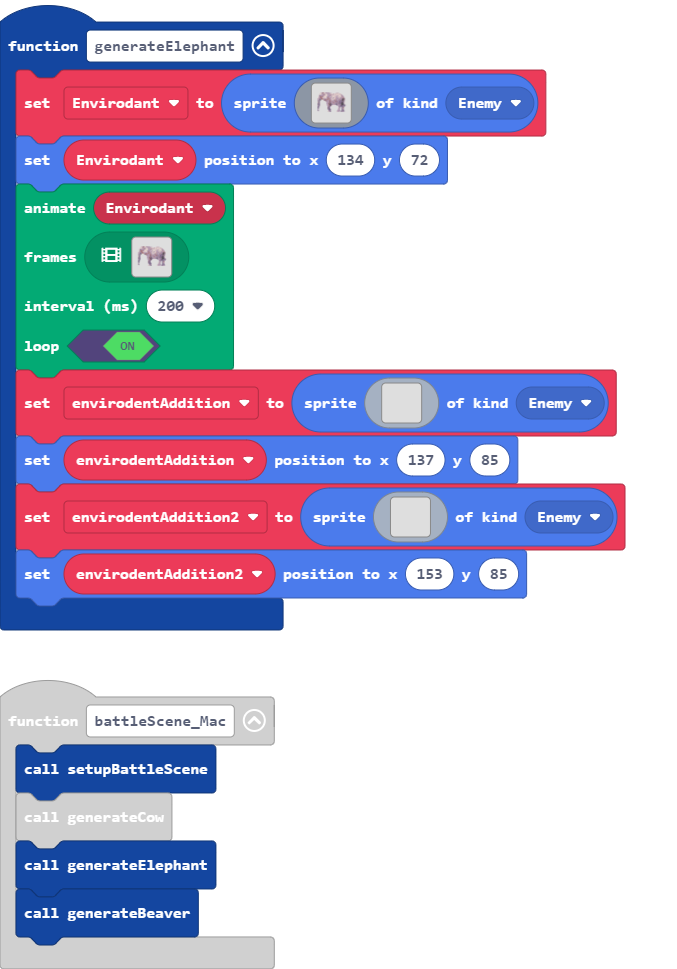 function generateElephant
set Envirodant to sprite of kind Enemy
set Envirodant position to x 134 y 72
animate Envirodant
frames
interval (ms) 200
loop ON
set envirodentAddition to sprite of kind Enemy
set envirodentAddition position to x 137 y 85
set envirodentAddition2 to sprite of kind Enemy
set envirodentAddition2 position to x 153 y 85
function battleScene_Mac
call setupBattleScene
call generateCow
call generateElephant
call generateBeaver